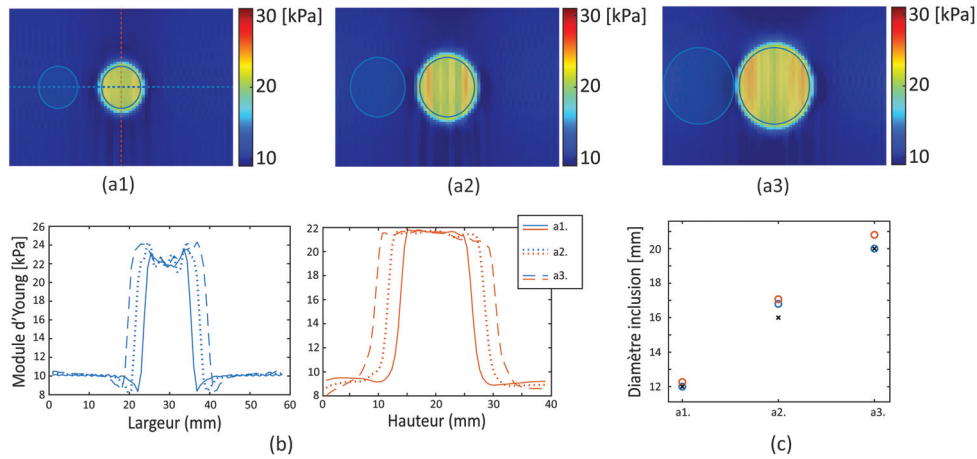 30 [kPa]
20
10
(a1)
30 [kPa]
20
10
(a2)
30 [kPa]
20
10
(a3)
Module d'Young [kPa]
26
24
22
20
18
16
14
12
10
8
0 10 20 30 40 50 60
Largeur (mm)
22
20
18
16
14
12
10
8
0 10 20 30 40
Hauteur (mm)
a1.
a2.
a3.
(b)
Diamètre inclusion [mm]
20
18
16
14
12
a1. a2. a3.
(c)